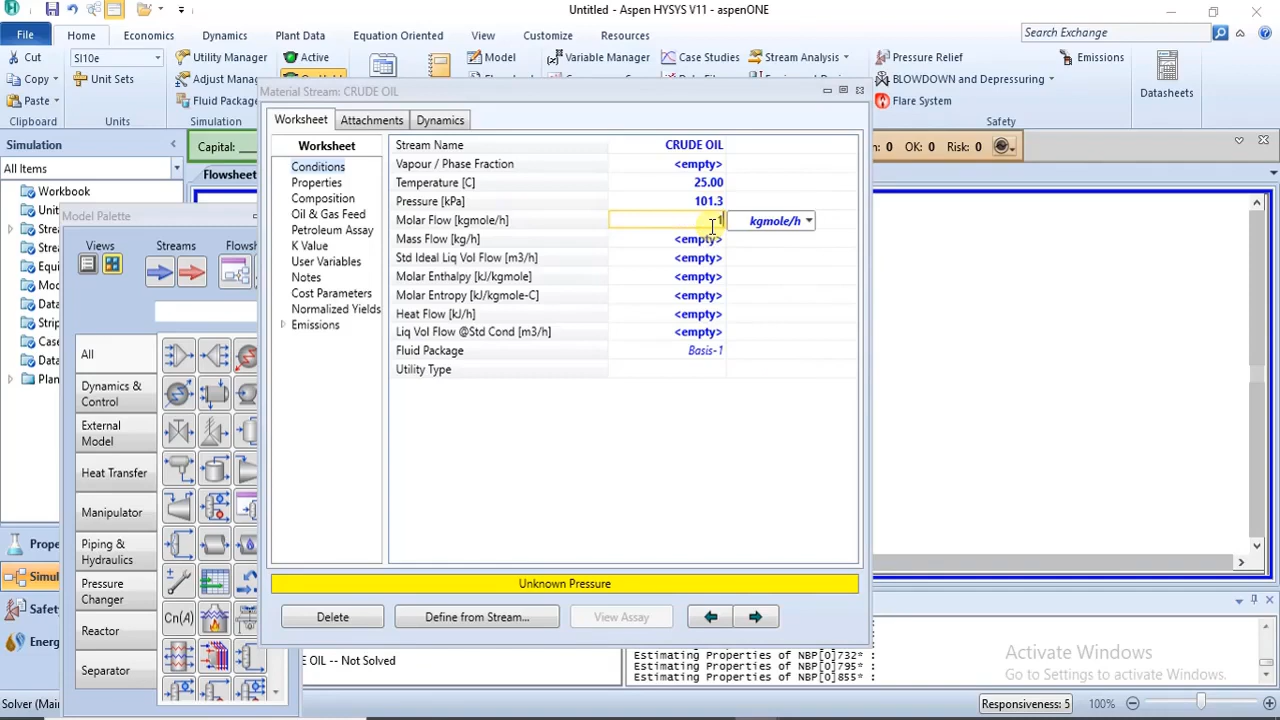 Untitled - Aspen HYSYS V11 - aspenONE
File
Home
Economics
Dynamics
Plant Data
Equation Oriented
View
Customize
Resources
Search Exchange
Cut
SI10e
Utility Manager
Active
Model
Variable Manager
Case Studies
Stream Analysis
Pressure Relief
Emissions
Copy
Unit Sets
Adjust Mana
BLOWDOWN and Depressuring
Paste
Fluid Package
Flare System
Datasheets
Clipboard
Units
Simulation
Safety
Simulation
Capital:
0 OK: 0 Risk: 0
All Items
Flowsheet
Workbook
Model Palette
Views
Streams
Flowsh
All
Dynamics &
Control
External
Model
Heat Transfer
Manipulator
Piping &
Hydraulics
Pressure
Changer
Reactor
Separator
Cn(A)
Material Stream: CRUDE OIL
Worksheet
Attachments
Dynamics
Worksheet
Conditions
Properties
Composition
Oil & Gas Feed
Petroleum Assay
K Value
User Variables
Notes
Cost Parameters
Normalized Yields
Emissions
Stream Name CRUDE OIL
Vapour / Phase Fraction <empty>
Temperature [C] 25.00
Pressure [kPa] 101.3
Molar Flow [kgmole/h] 1 kgmole/h
Mass Flow [kg/h] <empty>
Std Ideal Liq Vol Flow [m3/h] <empty>
Molar Enthalpy [kJ/kgmole] <empty>
Molar Entropy [kJ/kgmole-C] <empty>
Heat Flow [kJ/h] <empty>
Liq Vol Flow @Std Cond [m3/h] <empty>
Fluid Package Basis-1
Utility Type
Unknown Pressure
Delete
Define from Stream...
View Assay
E OIL -- Not Solved
Estimating Properties of NBP[0]732* :
Estimating Properties of NBP[0]795* :
Estimating Properties of NBP[0]855* :
Activate Windows
Go to Settings to activate Windows.
Responsiveness: 5
100%